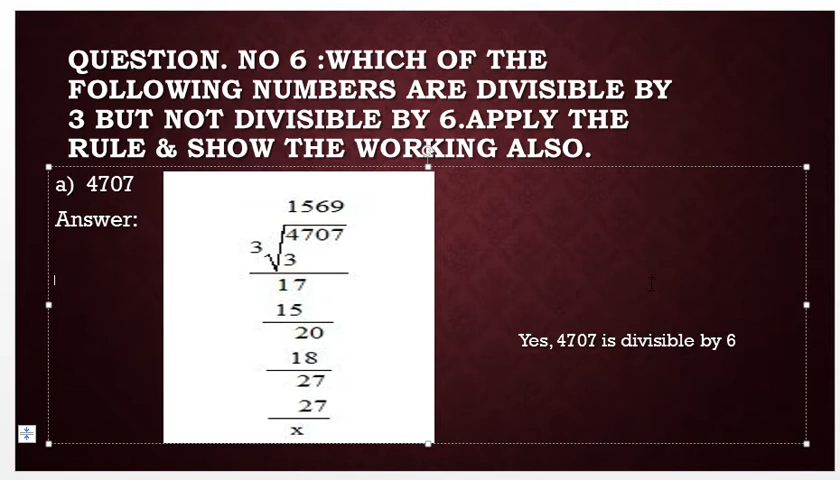 QUESTION. NO 6 :WHICH OF THE
FOLLOWING NUMBERS ARE DIVISIBLE BY
3 BUT NOT DIVISIBLE BY 6.APPLY THE
RULE & SHOW THE WORKING ALSO.
a) 4707
Answer:
1569
3 4707
3
17
15
20
18
27
27
x
Yes, 4707 is divisible by 6